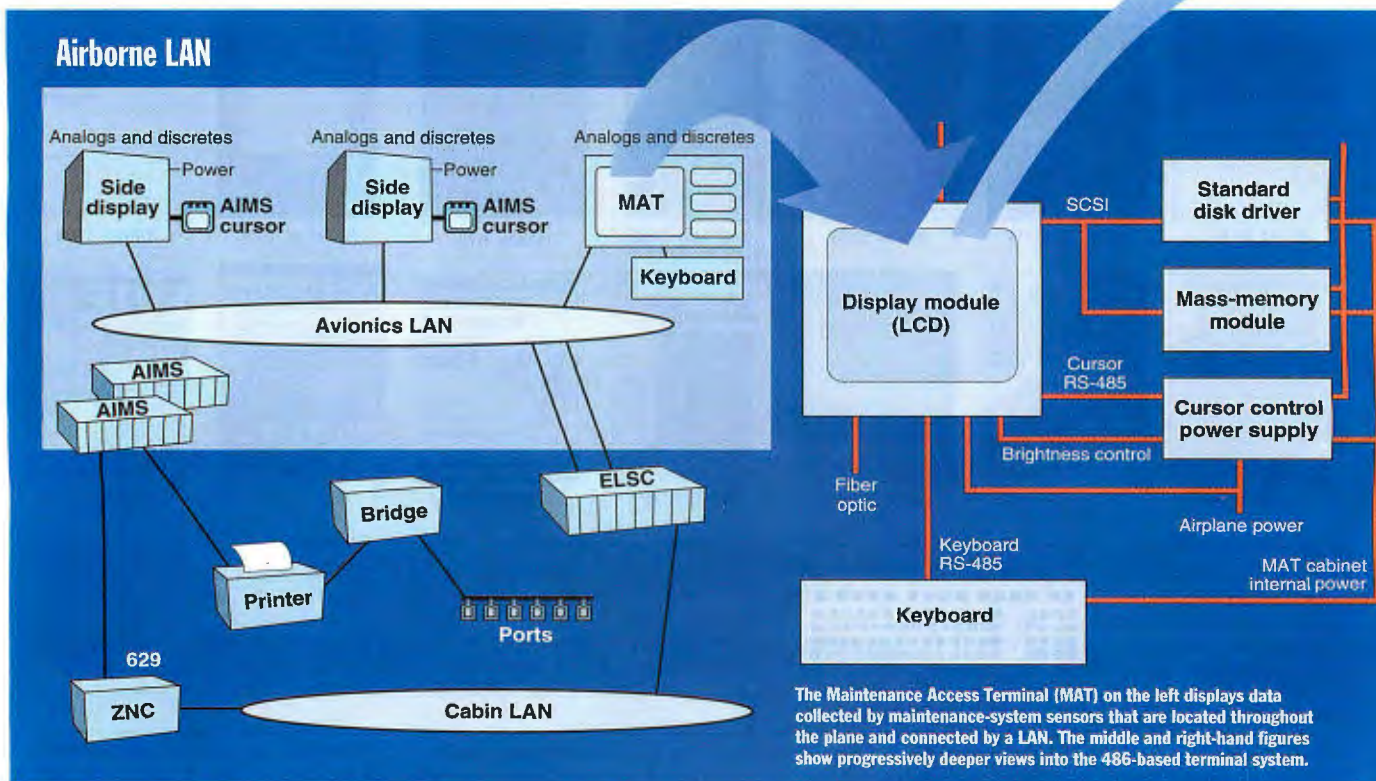 Airborne LAN
Analogs and discretes
Analogs and discretes
Analogs and discretes
Side
display
Power
AIMS
cursor
Side
display
Power
AIMS
cursor
MAT
Keyboard
Avionics LAN
AIMS
AIMS
ELSC
Bridge
Printer
Ports
629
ZNC
Cabin LAN
Display module
(LCD)
SCSI
Standard
disk driver
Mass-memory
module
Cursor
RS-485
Cursor control
power supply
Brightness control
Fiber
optic
Airplane power
Keyboard
RS-485
MAT cabinet
internal power
Keyboard
The Maintenance Access Terminal (MAT) on the left displays data
collected by maintenance-system sensors that are located throughout
the plane and connected by a LAN. The middle and right-hand figures
show progressively deeper views into the 486-based terminal system.